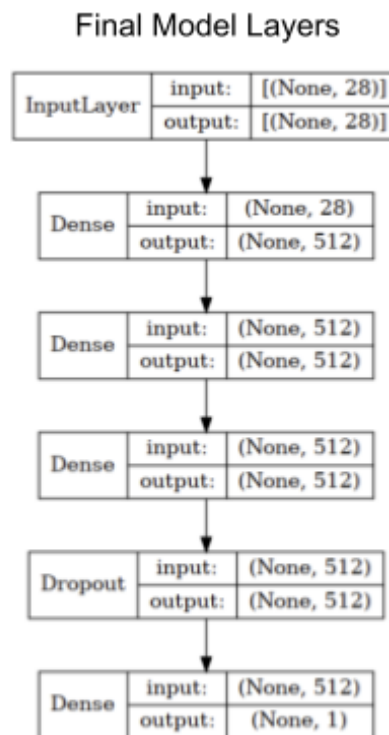 Final Model Layers
InputLayer input: [(None, 28)]
output: [(None, 28)]
Dense input: (None, 28)
output: (None, 512)
Dense input: (None, 512)
output: (None, 512)
Dense input: (None, 512)
output: (None, 512)
Dropout input: (None, 512)
output: (None, 512)
Dense input: (None, 512)
output: (None, 1)